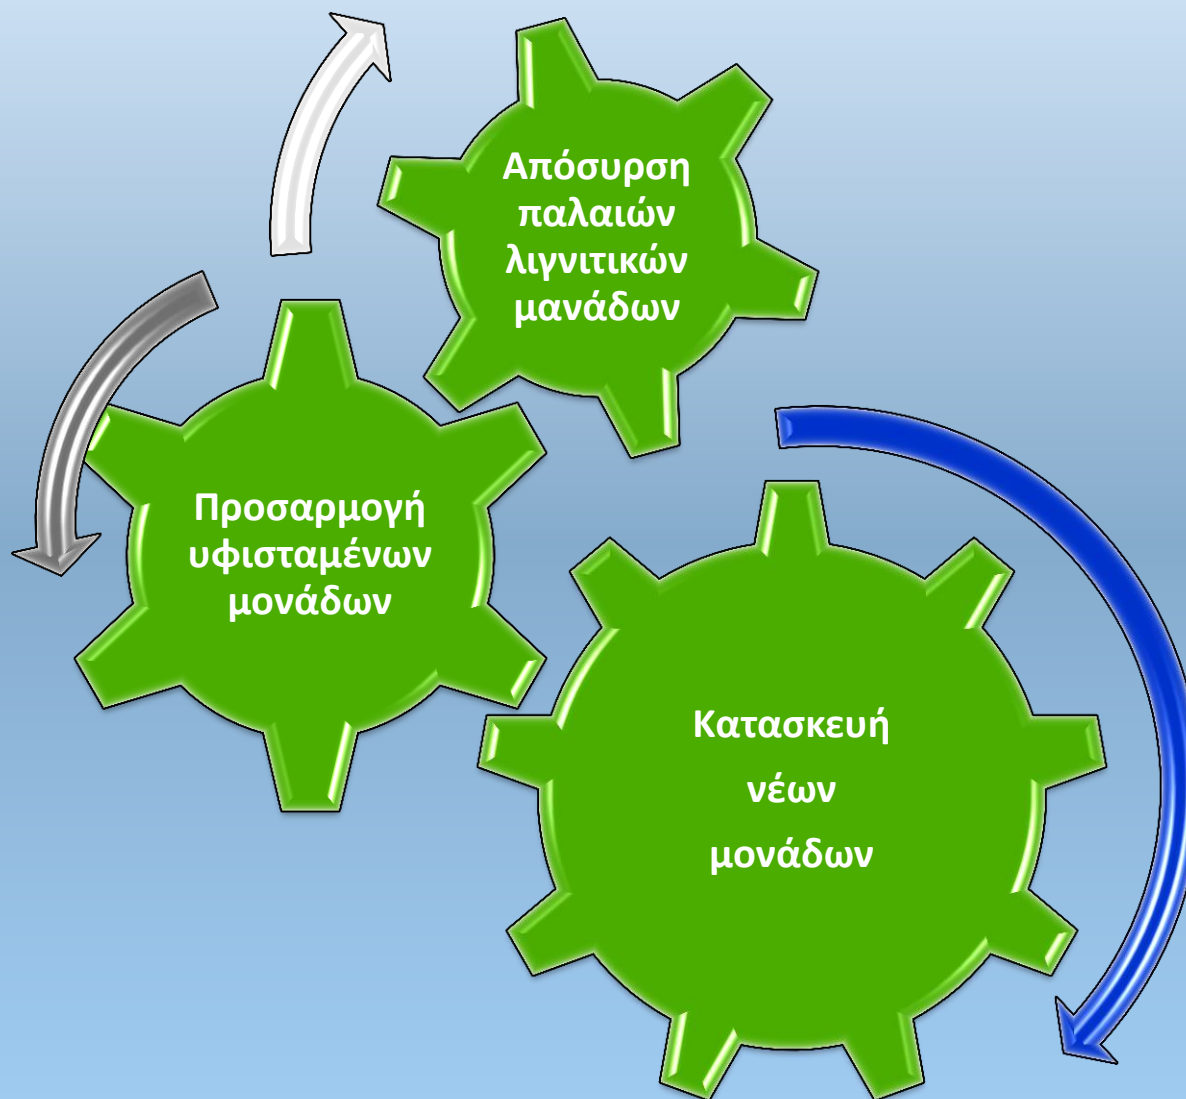 Απόσυρση
παλαιών
λιγνιτικών
μανάδων
Προσαρμογή
υφισταμένων
μονάδων
Κατασκευή
νέων
μονάδων